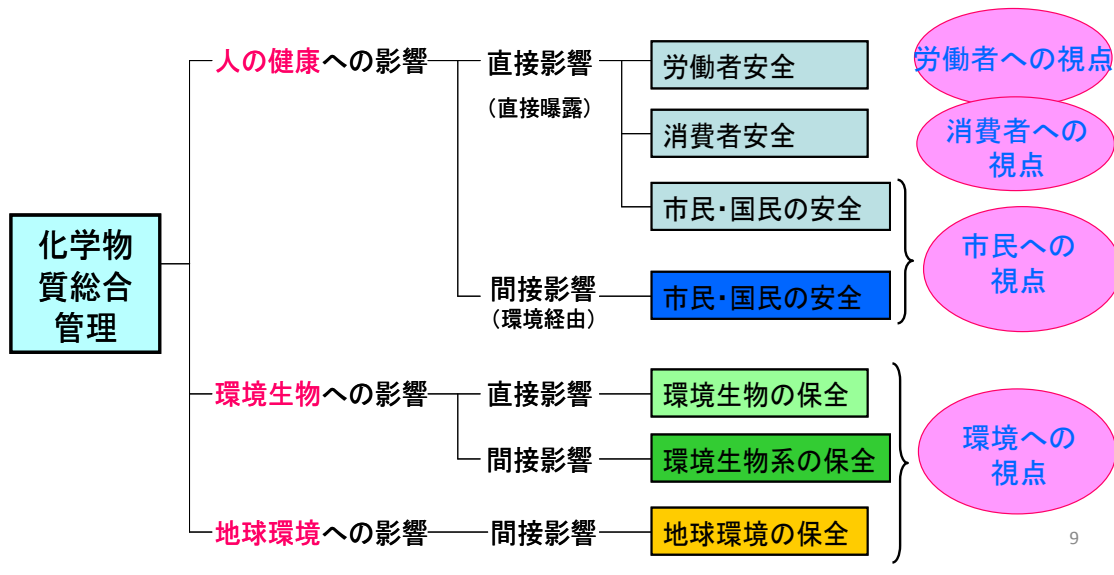 人の健康への影響
直接影響
(直接曝露)
労働者安全
労働者への視点
消費者安全
消費者への
視点
市民・国民の安全
化学物
質総合
管理
市民への
視点
間接影響
(環境経由)
市民・国民の安全
環境生物への影響
直接影響
環境生物の保全
間接影響
環境生物系の保全
環境への
視点
地球環境への影響
間接影響
地球環境の保全
9